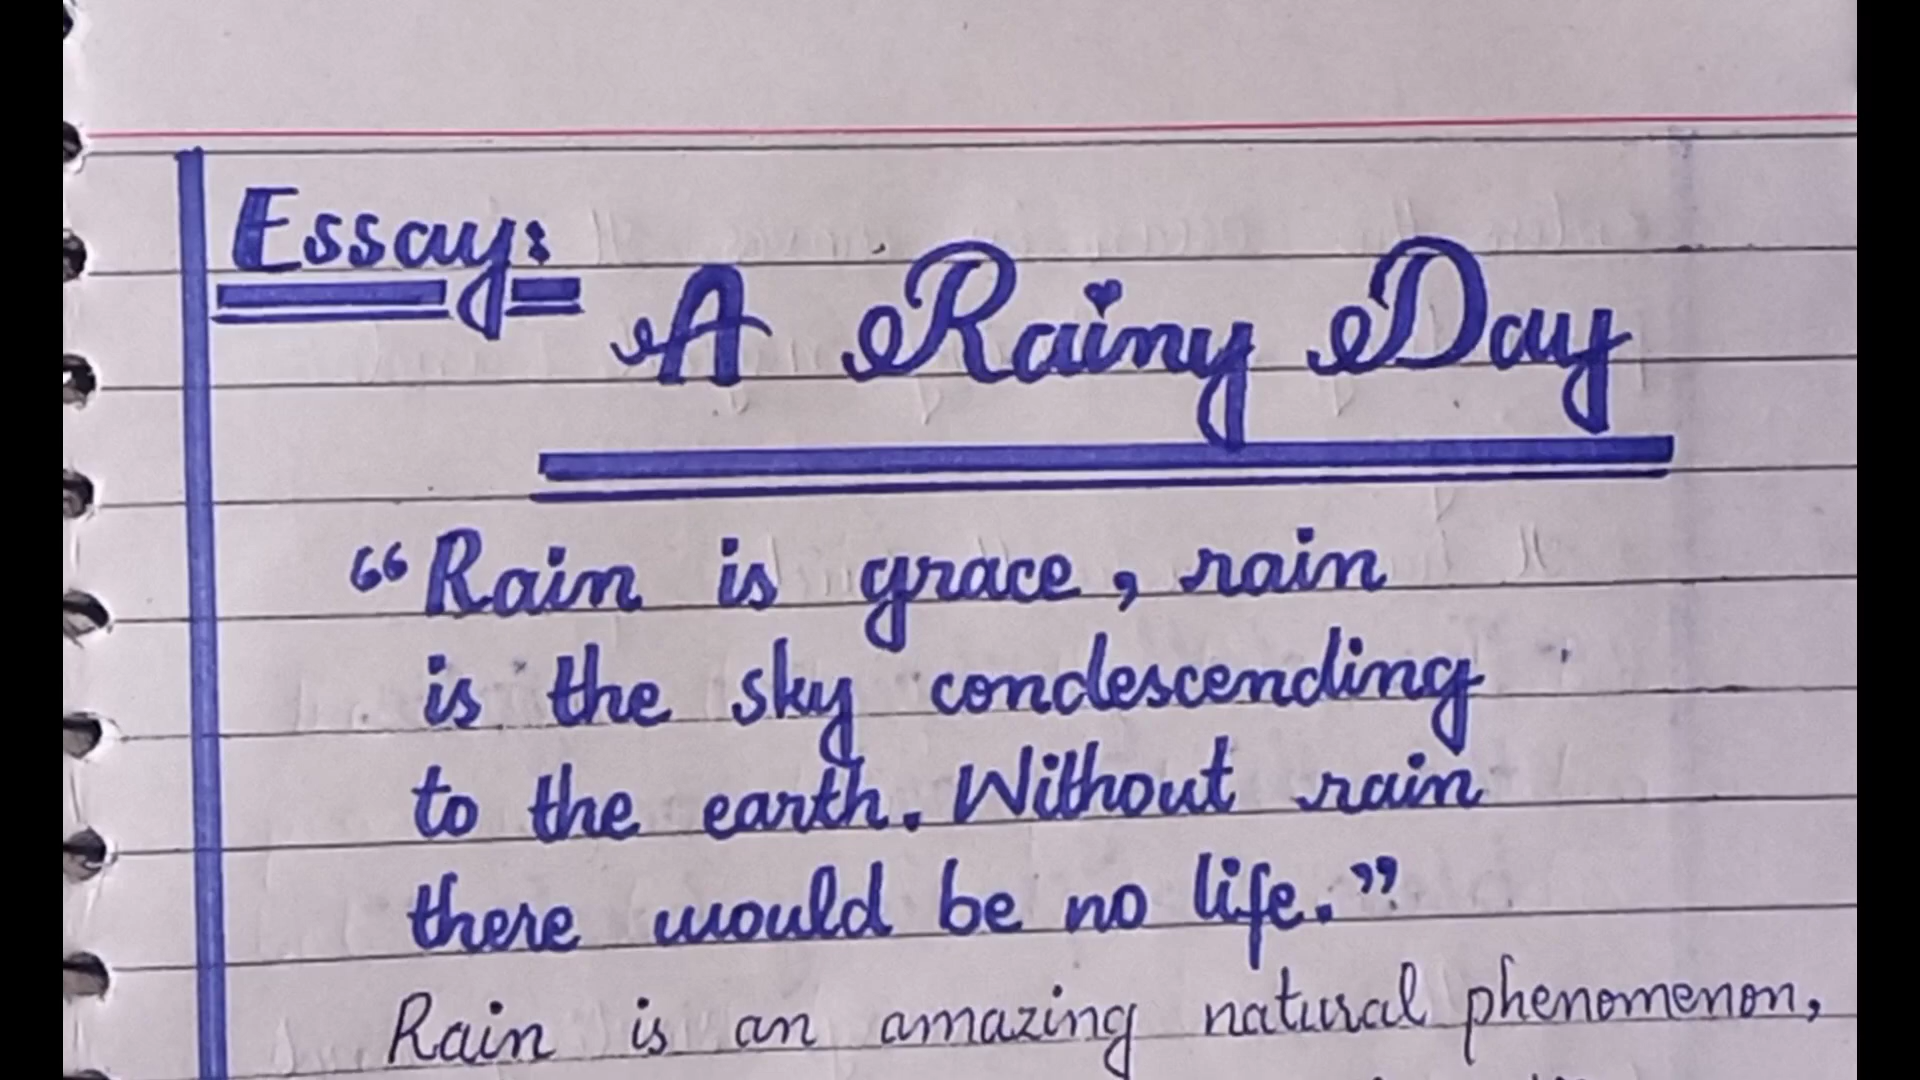 Essay:
A Rainy Day
“Rain is grace, rain
is the sky condescending
to the earth. Without rain
there would be no life.”
Rain is an amazing natural phenomenon,